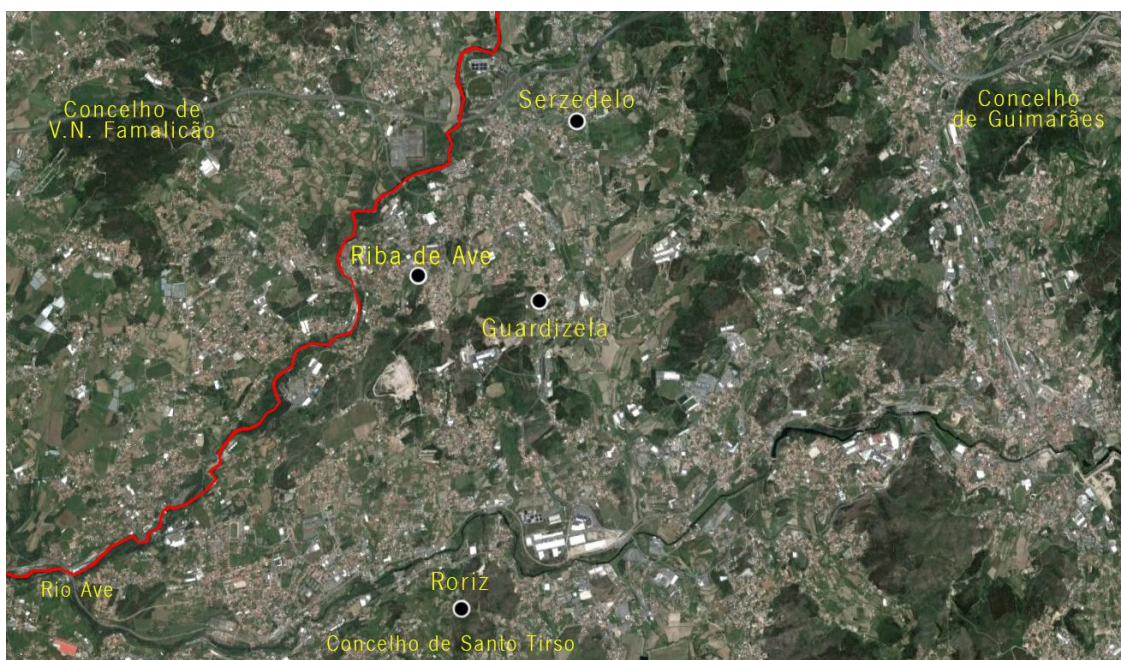 Serzedelo
Concelho de
V.N. Famalicão
Concelho
de Guimarães
Riba de Ave
Guardizela
Rio Ave
Roriz
Concelho de Santo Tirso